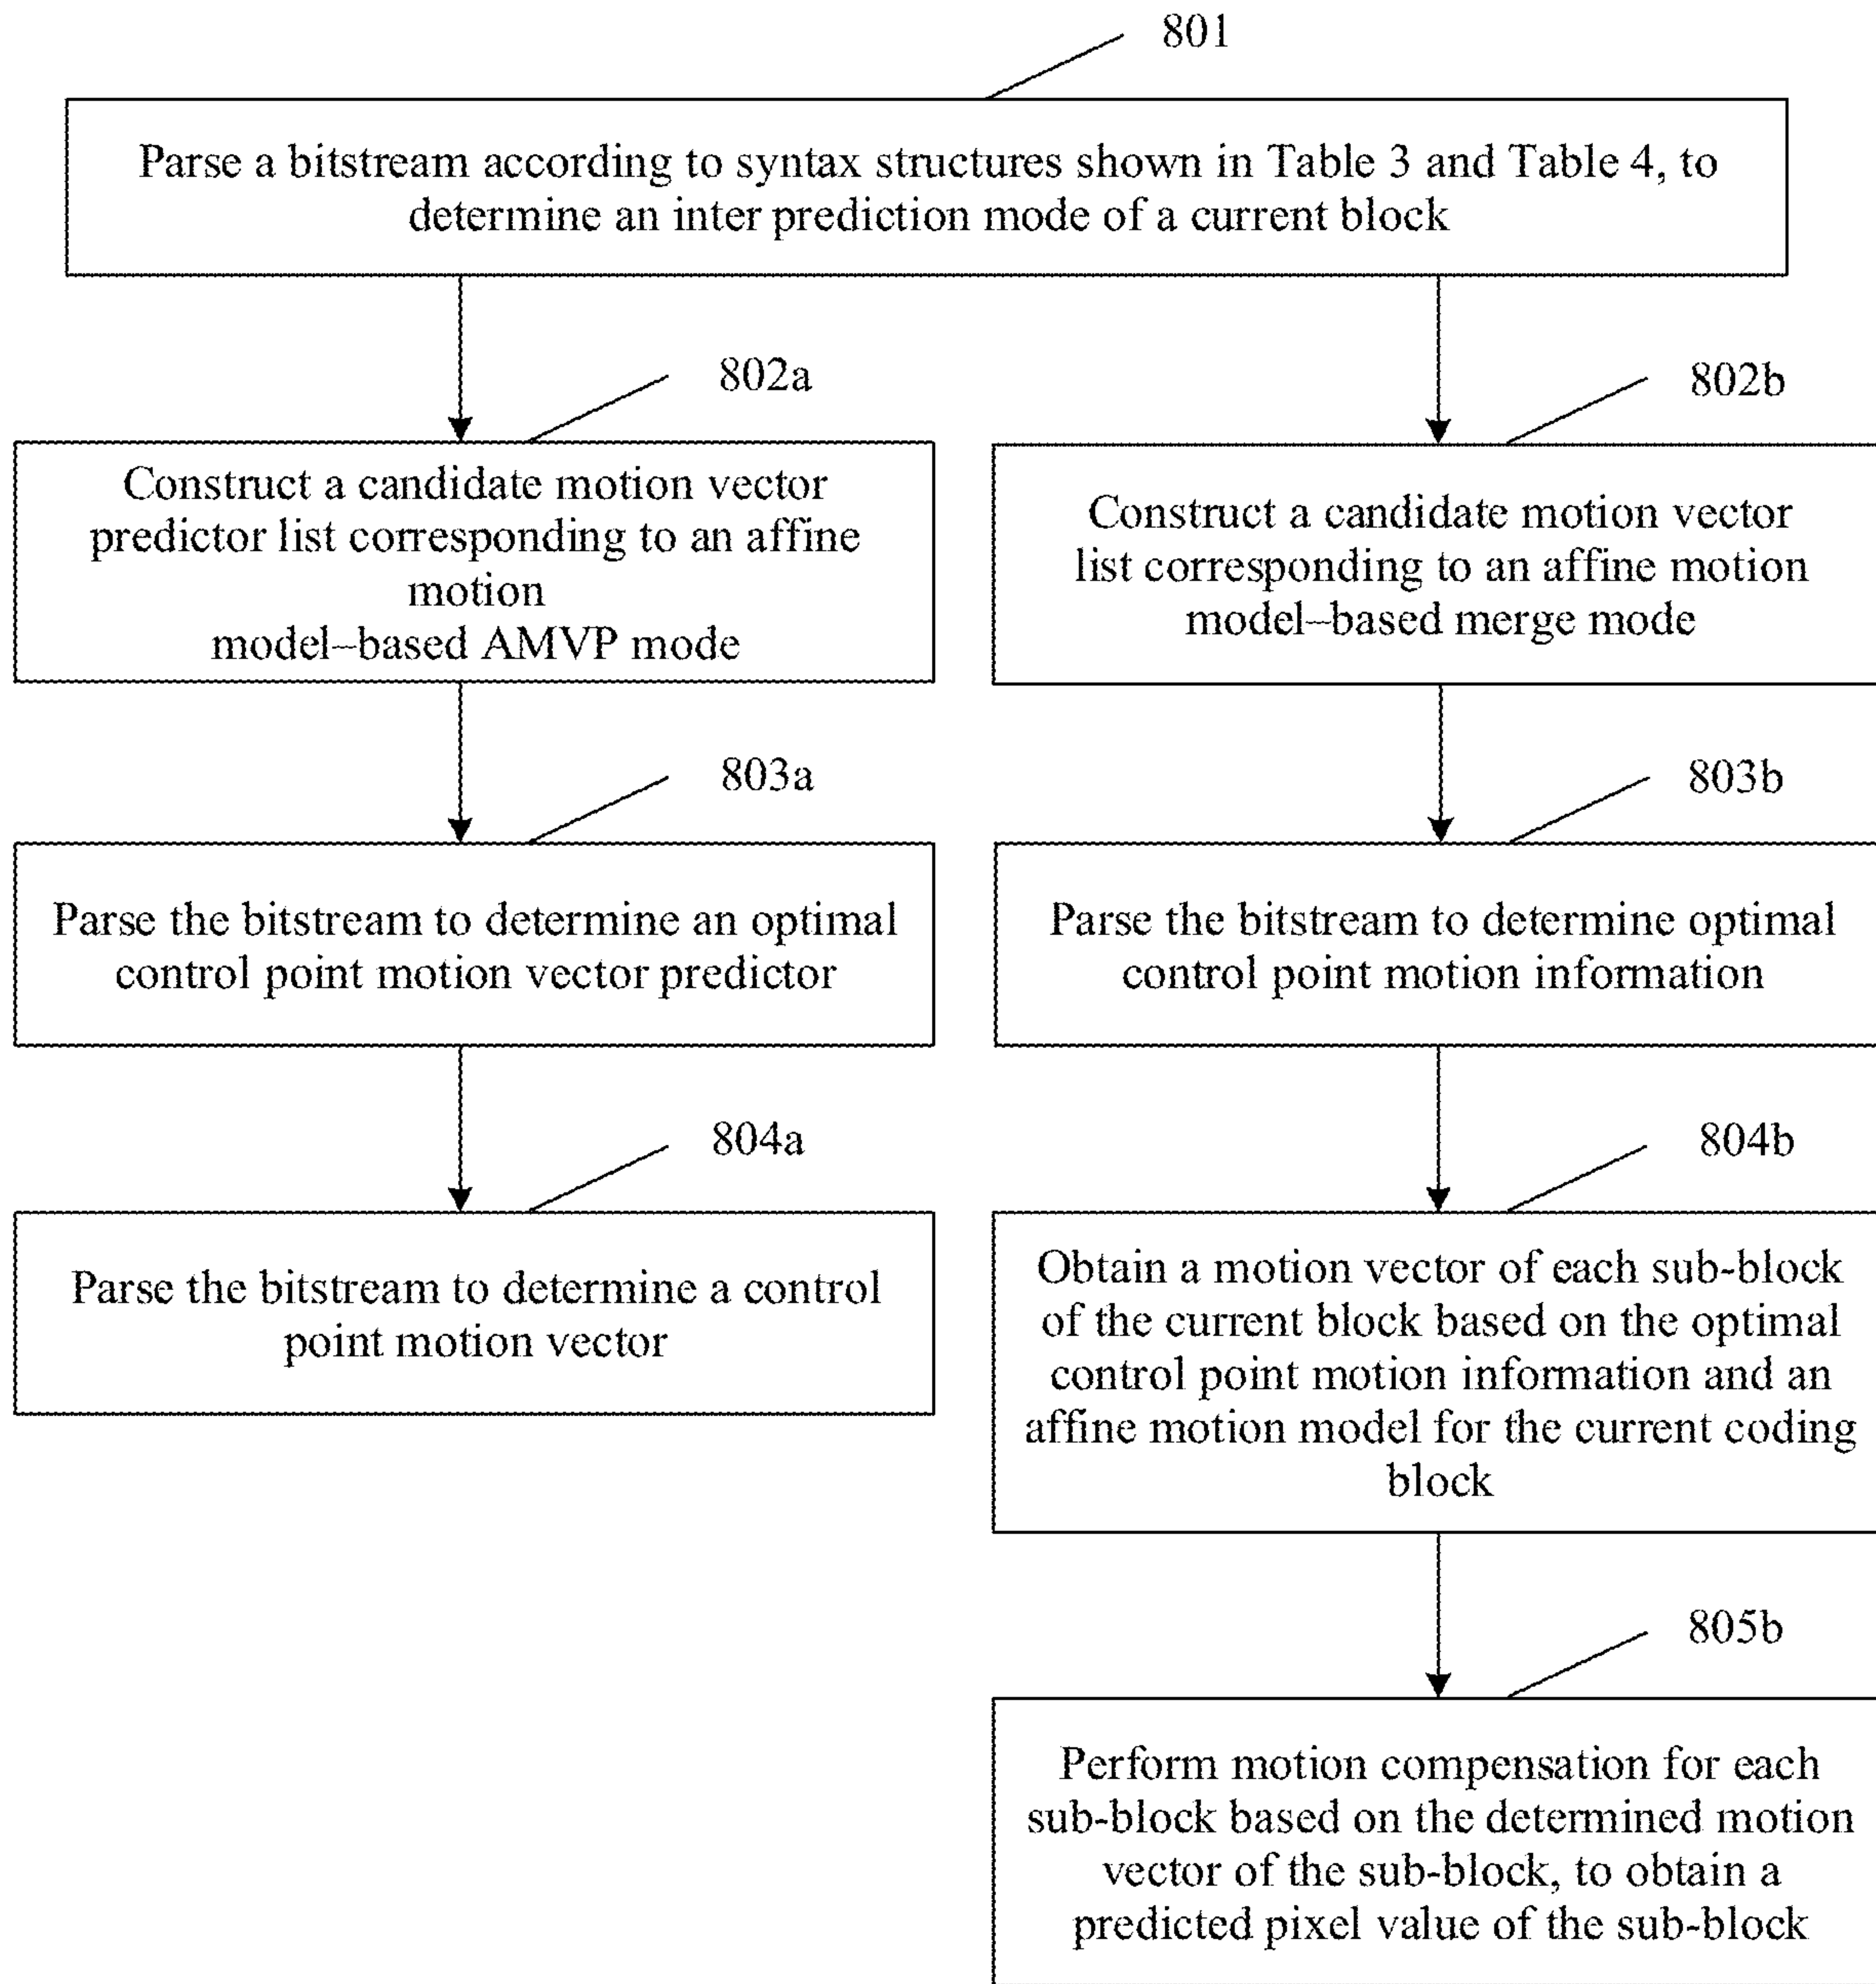 801
Parse a bitstream according to syntax structures shown in Table 3 and Table 4, to
determine an inter prediction mode of a current block
802a
Construct a candidate motion vector
predictor list corresponding to an affine
motion
model–based AMVP mode
802b
Construct a candidate motion vector
list corresponding to an affine motion
model–based merge mode
803a
Parse the bitstream to determine an optimal
control point motion vector predictor
803b
Parse the bitstream to determine optimal
control point motion information
804a
Parse the bitstream to determine a control
point motion vector
804b
Obtain a motion vector of each sub-block
of the current block based on the optimal
control point motion information and an
affine motion model for the current coding
block
805b
Perform motion compensation for each
sub-block based on the determined motion
vector of the sub-block, to obtain a
predicted pixel value of the sub-block